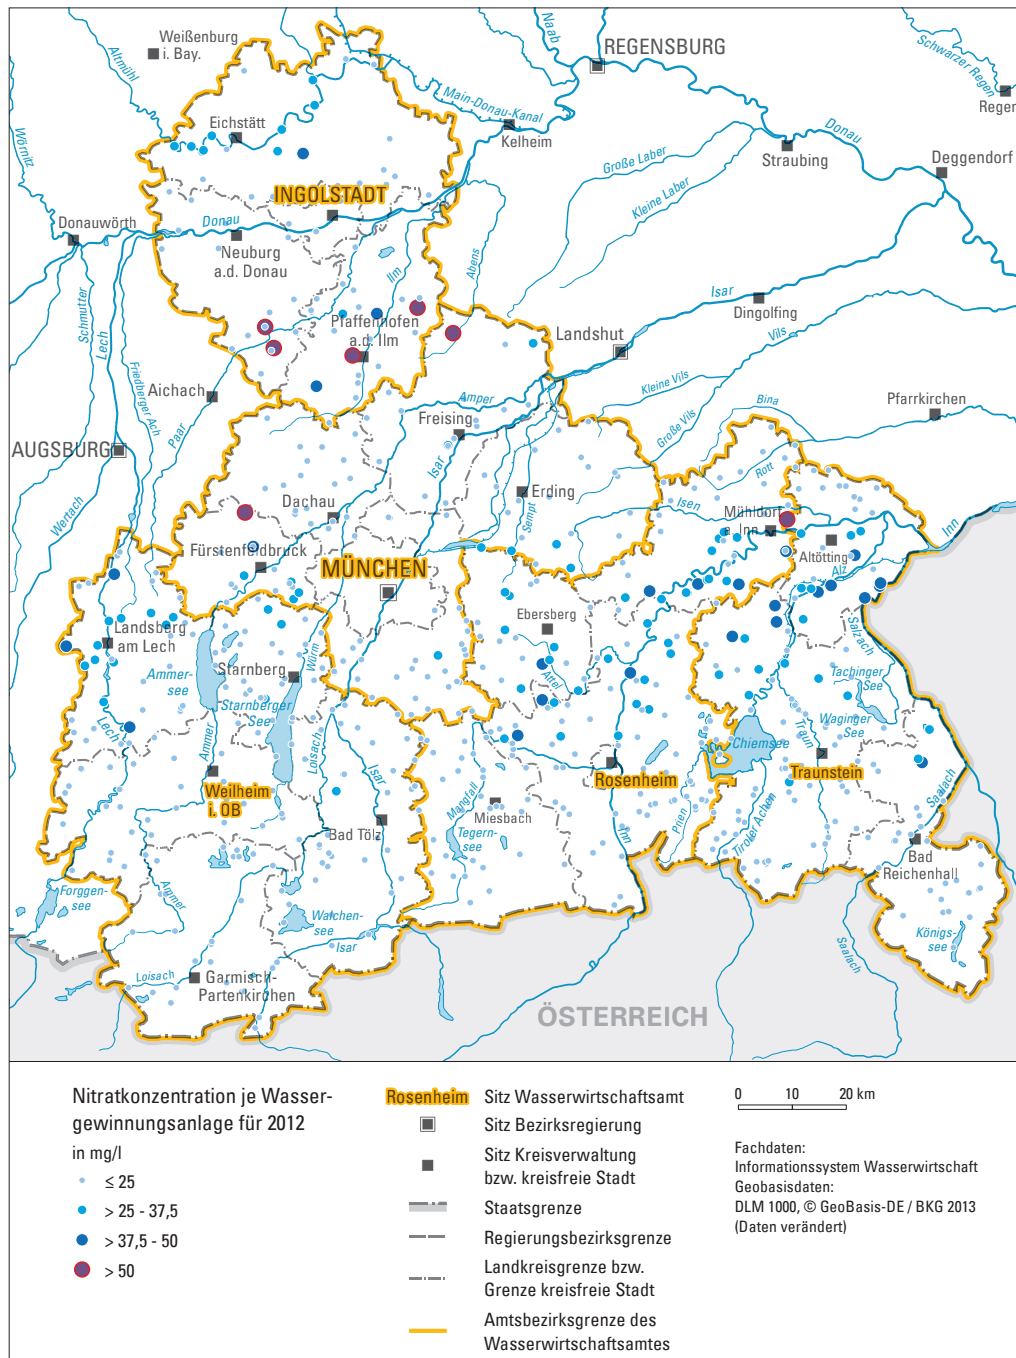 Weißenburg
i. Bay.
Altmühl
Naab
REGENSBURG
Schwarzer Regen
Regen
Wörnitz
Eichstätt
Main-Donau-Kanal
Kelheim
Große Laber
Kleine Laber
Donau
Straubing
Deggendorf
INGOLSTADT
Donauwörth
Donau
Neuburg
a.d. Donau
Ilm
Abens
Isar
Dingolfing
Schmutter
Lech
Friedberger Ach
Pfaffenhofen
a.d. Ilm
Landshut
Vils
Aichach
Paar
Amper
Kleine Vils
Große Vils
Bina
Pfarrkirchen
Freising
Isar
AUGSBURG
Wertach
Rott
Dachau
Erding
Sempt
Isen
Mühldorf
a. Inn
Inn
Fürstenfeldbruck
MÜNCHEN
Altötting
Alz
Landsberg
am Lech
Ebersberg
Salzach
Ammer-
see
Starnberg
Würm
Starnberger
See
Attel
Tachinger
See
Waginger
See
Lech
Ammer
Loisach
Isar
Chiemsee
Traun
Weilheim
i. OB
Rosenheim
Traunstein
Mangfall
Miesbach
Bad Tölz
Tegern-
see
Inn
Prien
Tiroler Achen
Saalach
Bad
Reichenhall
Forggen-
see
Ammer
Walchen-
see
Isar
Königs-
see
Saalach
Loisach
Garmisch-
Partenkirchen
ÖSTERREICH
Nitratkonzentration je Wasser-
gewinnungsanlage für 2012
in mg/l
≤ 25
> 25 - 37,5
> 37,5 - 50
> 50
Rosenheim Sitz Wasserwirtschaftsamt
Sitz Bezirksregierung
Sitz Kreisverwaltung
bzw. kreisfreie Stadt
Staatsgrenze
Regierungsbezirksgrenze
Landkreisgrenze bzw.
Grenze kreisfreie Stadt
Amtsbezirksgrenze des
Wasserwirtschaftsamtes
0 10 20 km
Fachdaten:
Informationssystem Wasserwirtschaft
Geobasisdaten:
DLM 1000, © GeoBasis-DE / BKG 2013
(Daten verändert)